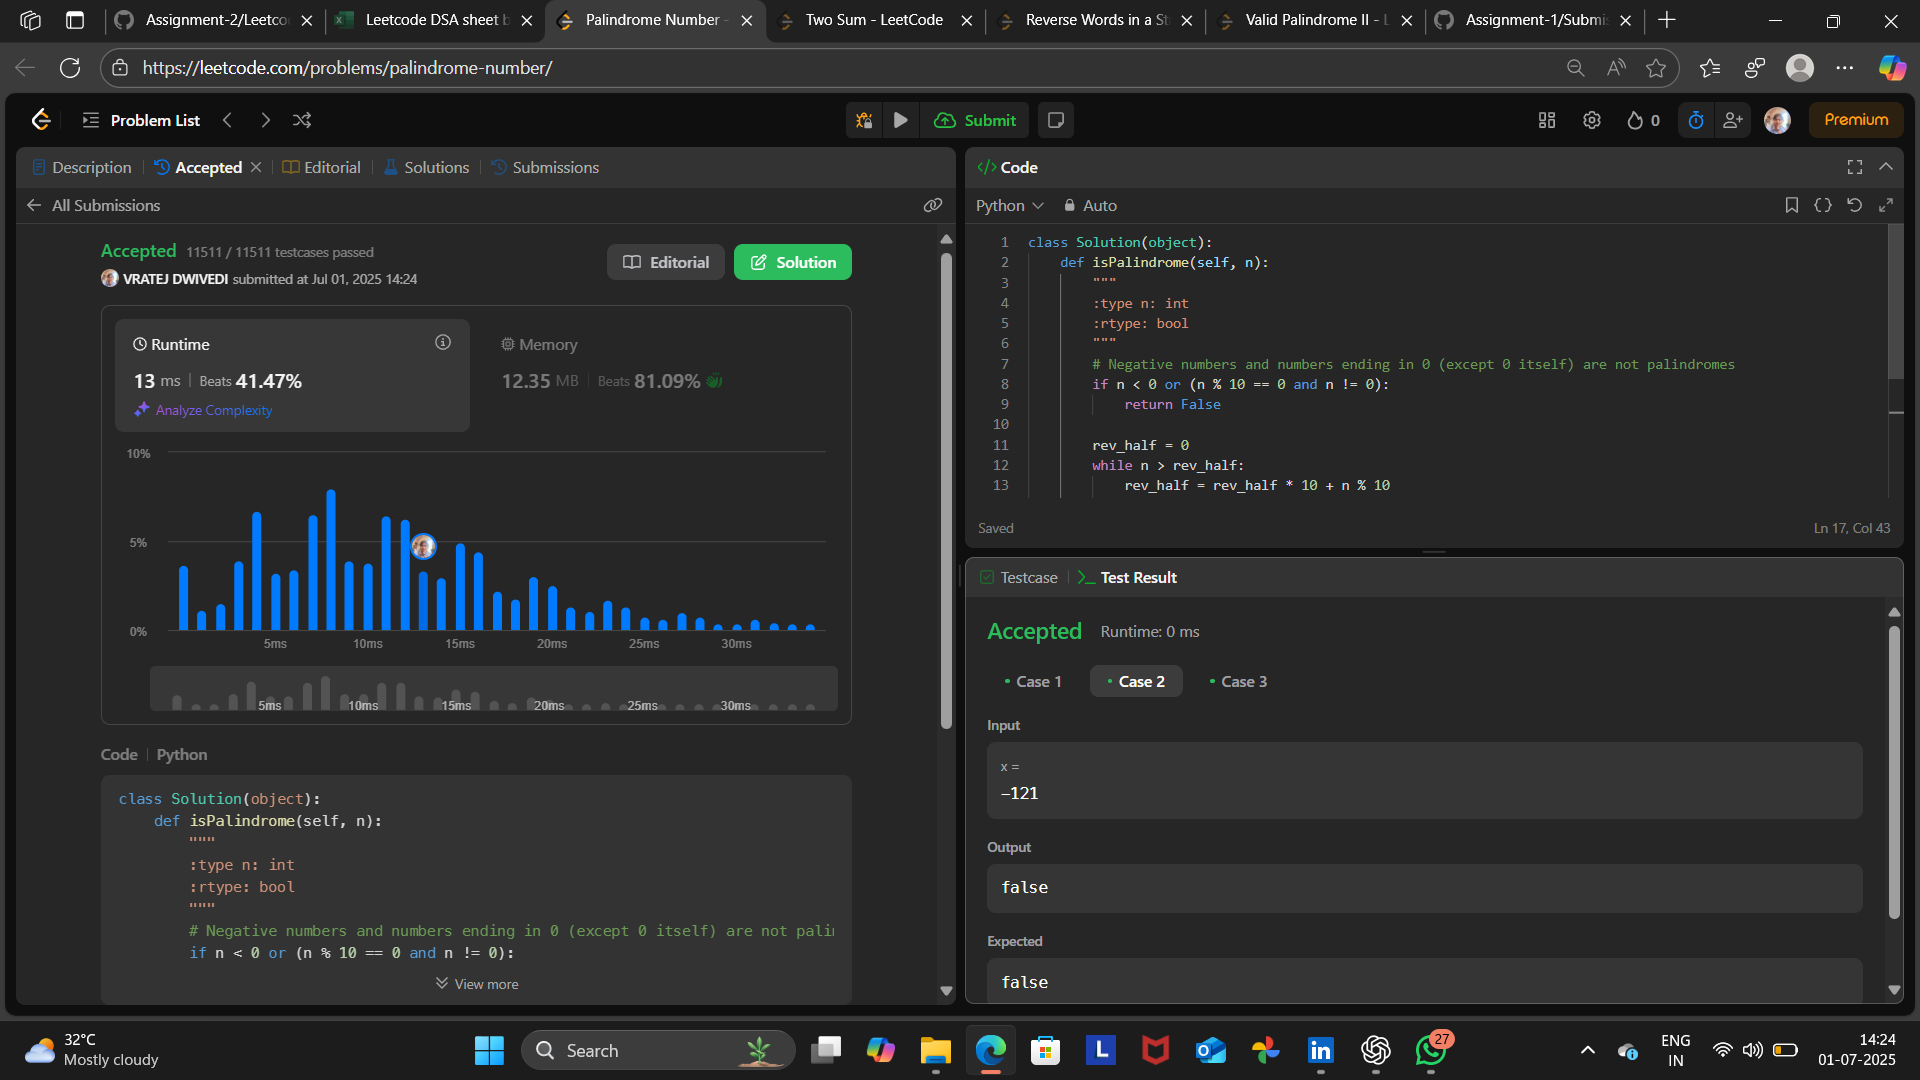 Assignment-2/Leetco
Leetcode DSA sheet b
Palindrome Number -
Two Sum - LeetCode
Reverse Words in a St
Valid Palindrome II - L
Assignment-1/Submis
https://leetcode.com/problems/palindrome-number/
Problem List
Submit
0
Premium
Description
Accepted
Editorial
Solutions
Submissions
All Submissions
Accepted 11511 / 11511 testcases passed
VRATEJ DWIVEDI submitted at Jul 01, 2025 14:24
Editorial
Solution
Runtime
13 ms | Beats 41.47%
Analyze Complexity
Memory
12.35 MB | Beats 81.09%
10%
5%
0%
5ms 10ms 15ms 20ms 25ms 30ms
5ms 10ms 15ms 20ms 25ms 30ms
Code | Python
class Solution(object):
def isPalindrome(self, n):
"""
:type n: int
:rtype: bool
"""
# Negative numbers and numbers ending in 0 (except 0 itself) are not palin
if n < 0 or (n % 10 == 0 and n != 0):
View more
</> Code
Python
Auto
1 class Solution(object):
2 def isPalindrome(self, n):
3 """
4 :type n: int
5 :rtype: bool
6 """
7 # Negative numbers and numbers ending in 0 (except 0 itself) are not palindromes
8 if n < 0 or (n % 10 == 0 and n != 0):
9 return False
10
11 rev_half = 0
12 while n > rev_half:
13 rev_half = rev_half * 10 + n % 10
Saved
Ln 17, Col 43
Testcase
Test Result
Accepted Runtime: 0 ms
Case 1
Case 2
Case 3
Input
x =
-121
Output
false
Expected
false
32°C
Mostly cloudy
Search
L
in
27
ENG
IN
14:24
01-07-2025